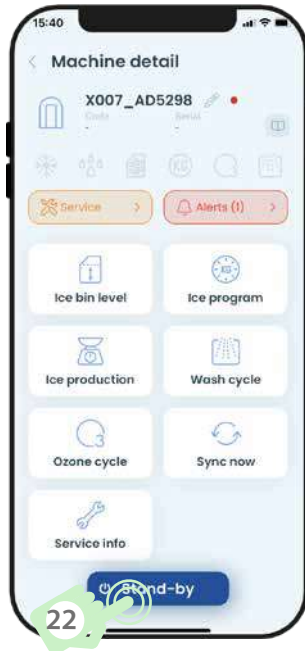 15:40
Machine detail
X007_AD5298
Code Serial
- -
KG
Service Alerts (1)
Ice bin level Ice program
Ice production Wash cycle
Ozone cycle Sync now
Service info
Stand-by
22